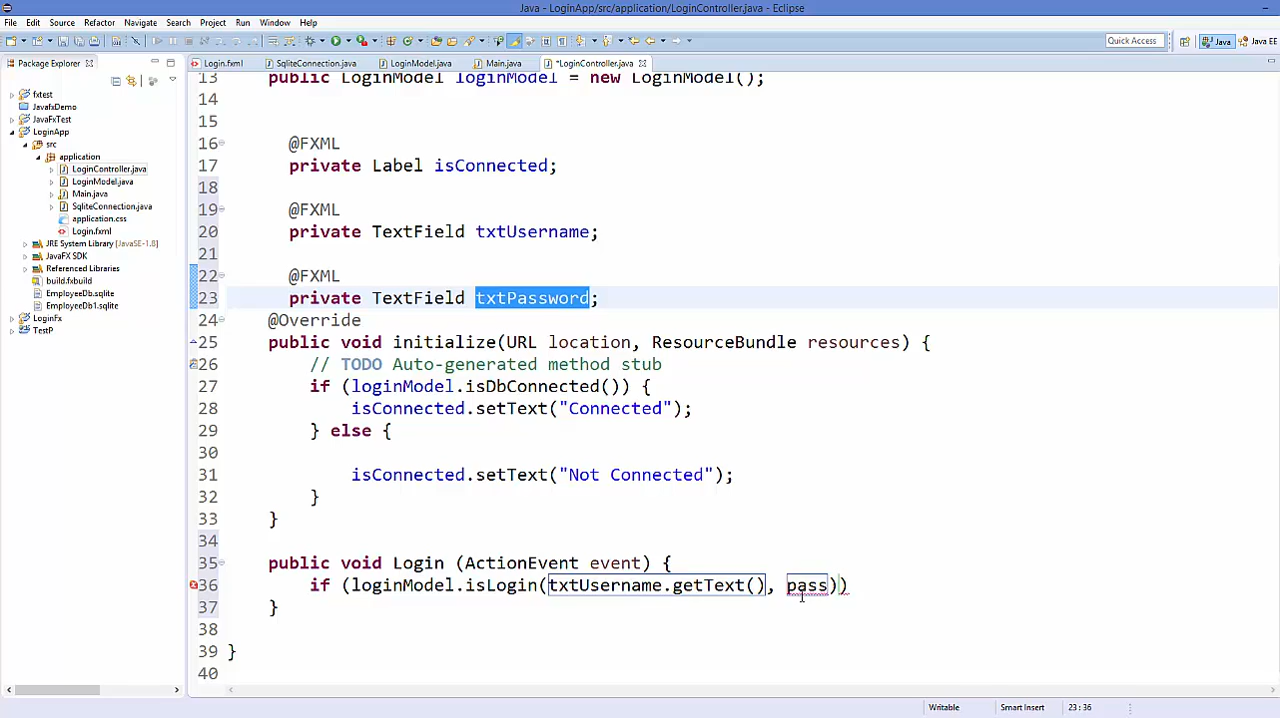 Java - LoginApp/src/application/LoginController.java - Eclipse
File Edit Source Refactor Navigate Search Project Run Window Help
Quick Access Java Java EE
Package Explorer
Login.fxml SqliteConnection.java LoginModel.java Main.java *LoginController.java
fxtest
JavafxDemo
JavaFxTest
LoginApp
src
application
LoginController.java
LoginModel.java
Main.java
SqliteConnection.java
application.css
Login.fxml
JRE System Library [JavaSE-1.8]
JavaFX SDK
Referenced Libraries
build.fxbuild
EmployeeDb.sqlite
EmployeeDb1.sqlite
LoginFx
TestP
13 public LoginModel loginModel = new LoginModel();
14
15
16 @FXML
17 private Label isConnected;
18
19 @FXML
20 private TextField txtUsername;
21
22 @FXML
23 private TextField txtPassword;
24 @Override
25 public void initialize(URL location, ResourceBundle resources) {
26 // TODO Auto-generated method stub
27 if (loginModel.isDbConnected()) {
28 isConnected.setText("Connected");
29 } else {
30
31 isConnected.setText("Not Connected");
32 }
33 }
34
35 public void Login (ActionEvent event) {
36 if (loginModel.isLogin(txtUsername.getText(), pass))
37 }
38
39 }
40
Writable Smart Insert 23 : 36